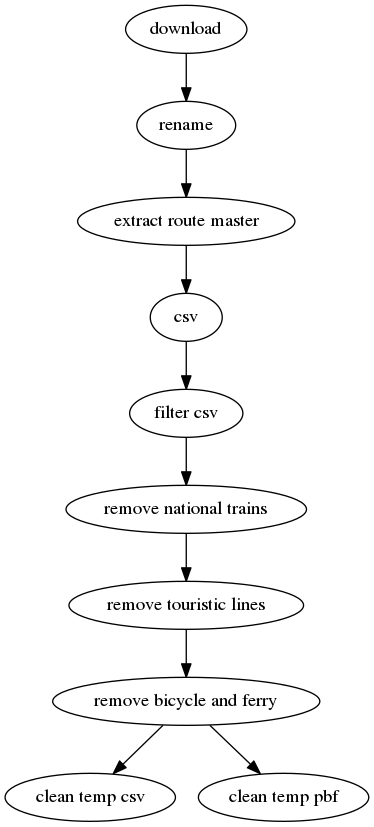 download
rename
extract route master
csv
filter csv
remove national trains
remove touristic lines
remove bicycle and ferry
clean temp csv
clean temp pbf